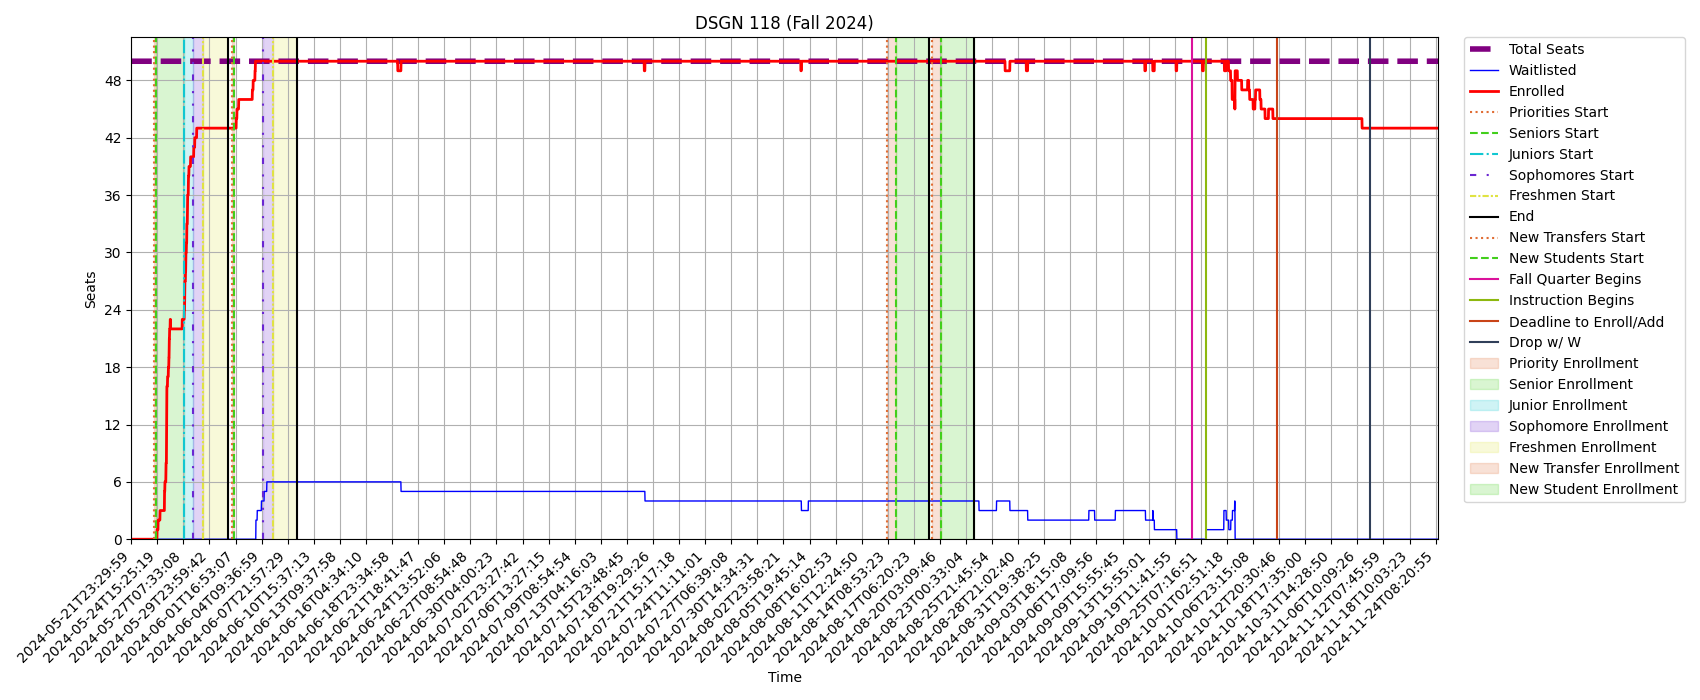 DSGN 118 (Fall 2024)
Seats
48
42
36
30
24
18
12
6
0
2024-05-21T23:29:59
2024-05-24T15:25:19
2024-05-27T07:33:08
2024-05-29T23:59:42
2024-06-01T16:53:07
2024-06-04T09:36:59
2024-06-07T21:57:29
2024-06-10T15:37:13
2024-06-13T09:37:58
2024-06-16T04:34:10
2024-06-18T23:34:58
2024-06-21T18:41:47
2024-06-24T13:52:06
2024-06-27T08:54:48
2024-06-30T04:00:23
2024-07-02T23:27:42
2024-07-06T13:27:15
2024-07-09T08:54:54
2024-07-13T04:16:03
2024-07-15T23:48:45
2024-07-18T19:29:26
2024-07-21T15:17:18
2024-07-24T11:11:01
2024-07-27T06:39:08
2024-07-30T14:34:31
2024-08-02T23:58:21
2024-08-05T19:45:14
2024-08-08T16:02:53
2024-08-11T12:24:50
2024-08-14T08:53:23
2024-08-17T06:20:23
2024-08-20T03:09:46
2024-08-23T00:33:04
2024-08-25T21:45:54
2024-08-28T21:02:40
2024-08-31T19:38:25
2024-09-03T18:15:08
2024-09-06T17:09:56
2024-09-09T15:55:45
2024-09-13T15:55:01
2024-09-19T11:41:55
2024-09-25T07:16:51
2024-10-01T02:51:18
2024-10-06T23:15:08
2024-10-12T20:30:46
2024-10-18T17:35:00
2024-10-31T14:28:50
2024-11-06T10:09:26
2024-11-12T07:45:59
2024-11-18T10:03:23
2024-11-24T08:20:55
Time
Total Seats
Waitlisted
Enrolled
Priorities Start
Seniors Start
Juniors Start
Sophomores Start
Freshmen Start
End
New Transfers Start
New Students Start
Fall Quarter Begins
Instruction Begins
Deadline to Enroll/Add
Drop w/ W
Priority Enrollment
Senior Enrollment
Junior Enrollment
Sophomore Enrollment
Freshmen Enrollment
New Transfer Enrollment
New Student Enrollment